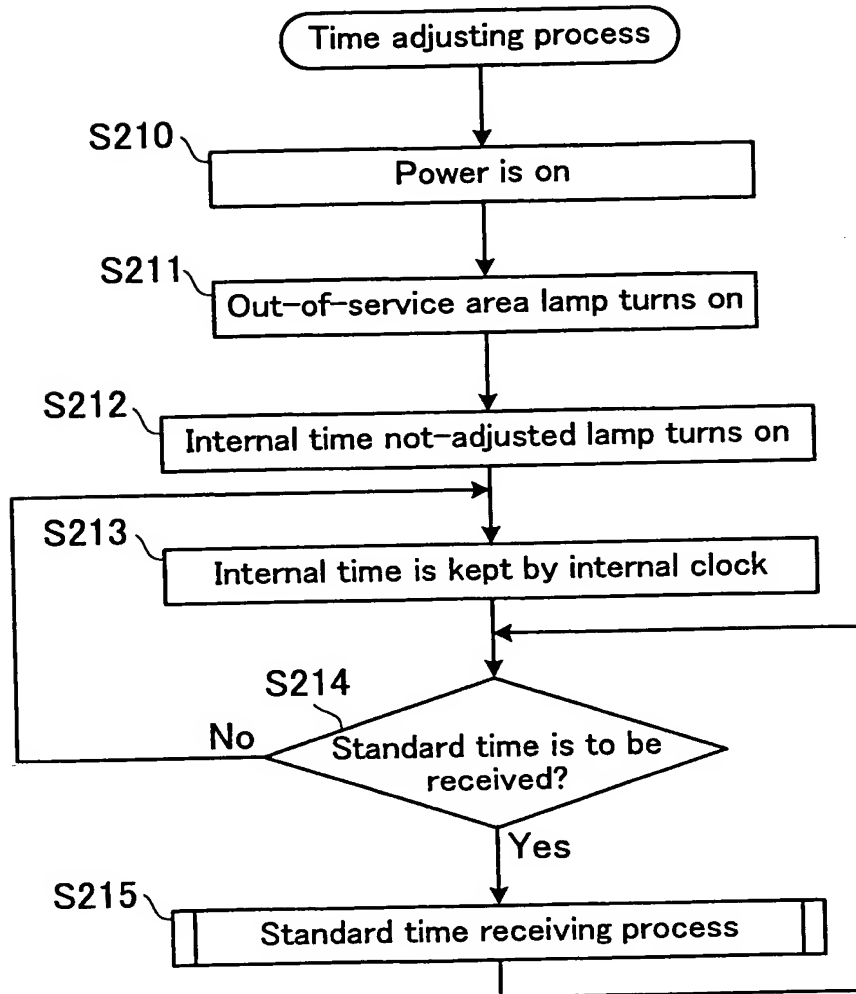 Time adjusting process
S210
Power is on
S211
Out-of-service area lamp turns on
S212
Internal time not-adjusted lamp turns on
S213
Internal time is kept by internal clock
S214
No
Standard time is to be
received?
Yes
S215
Standard time receiving process